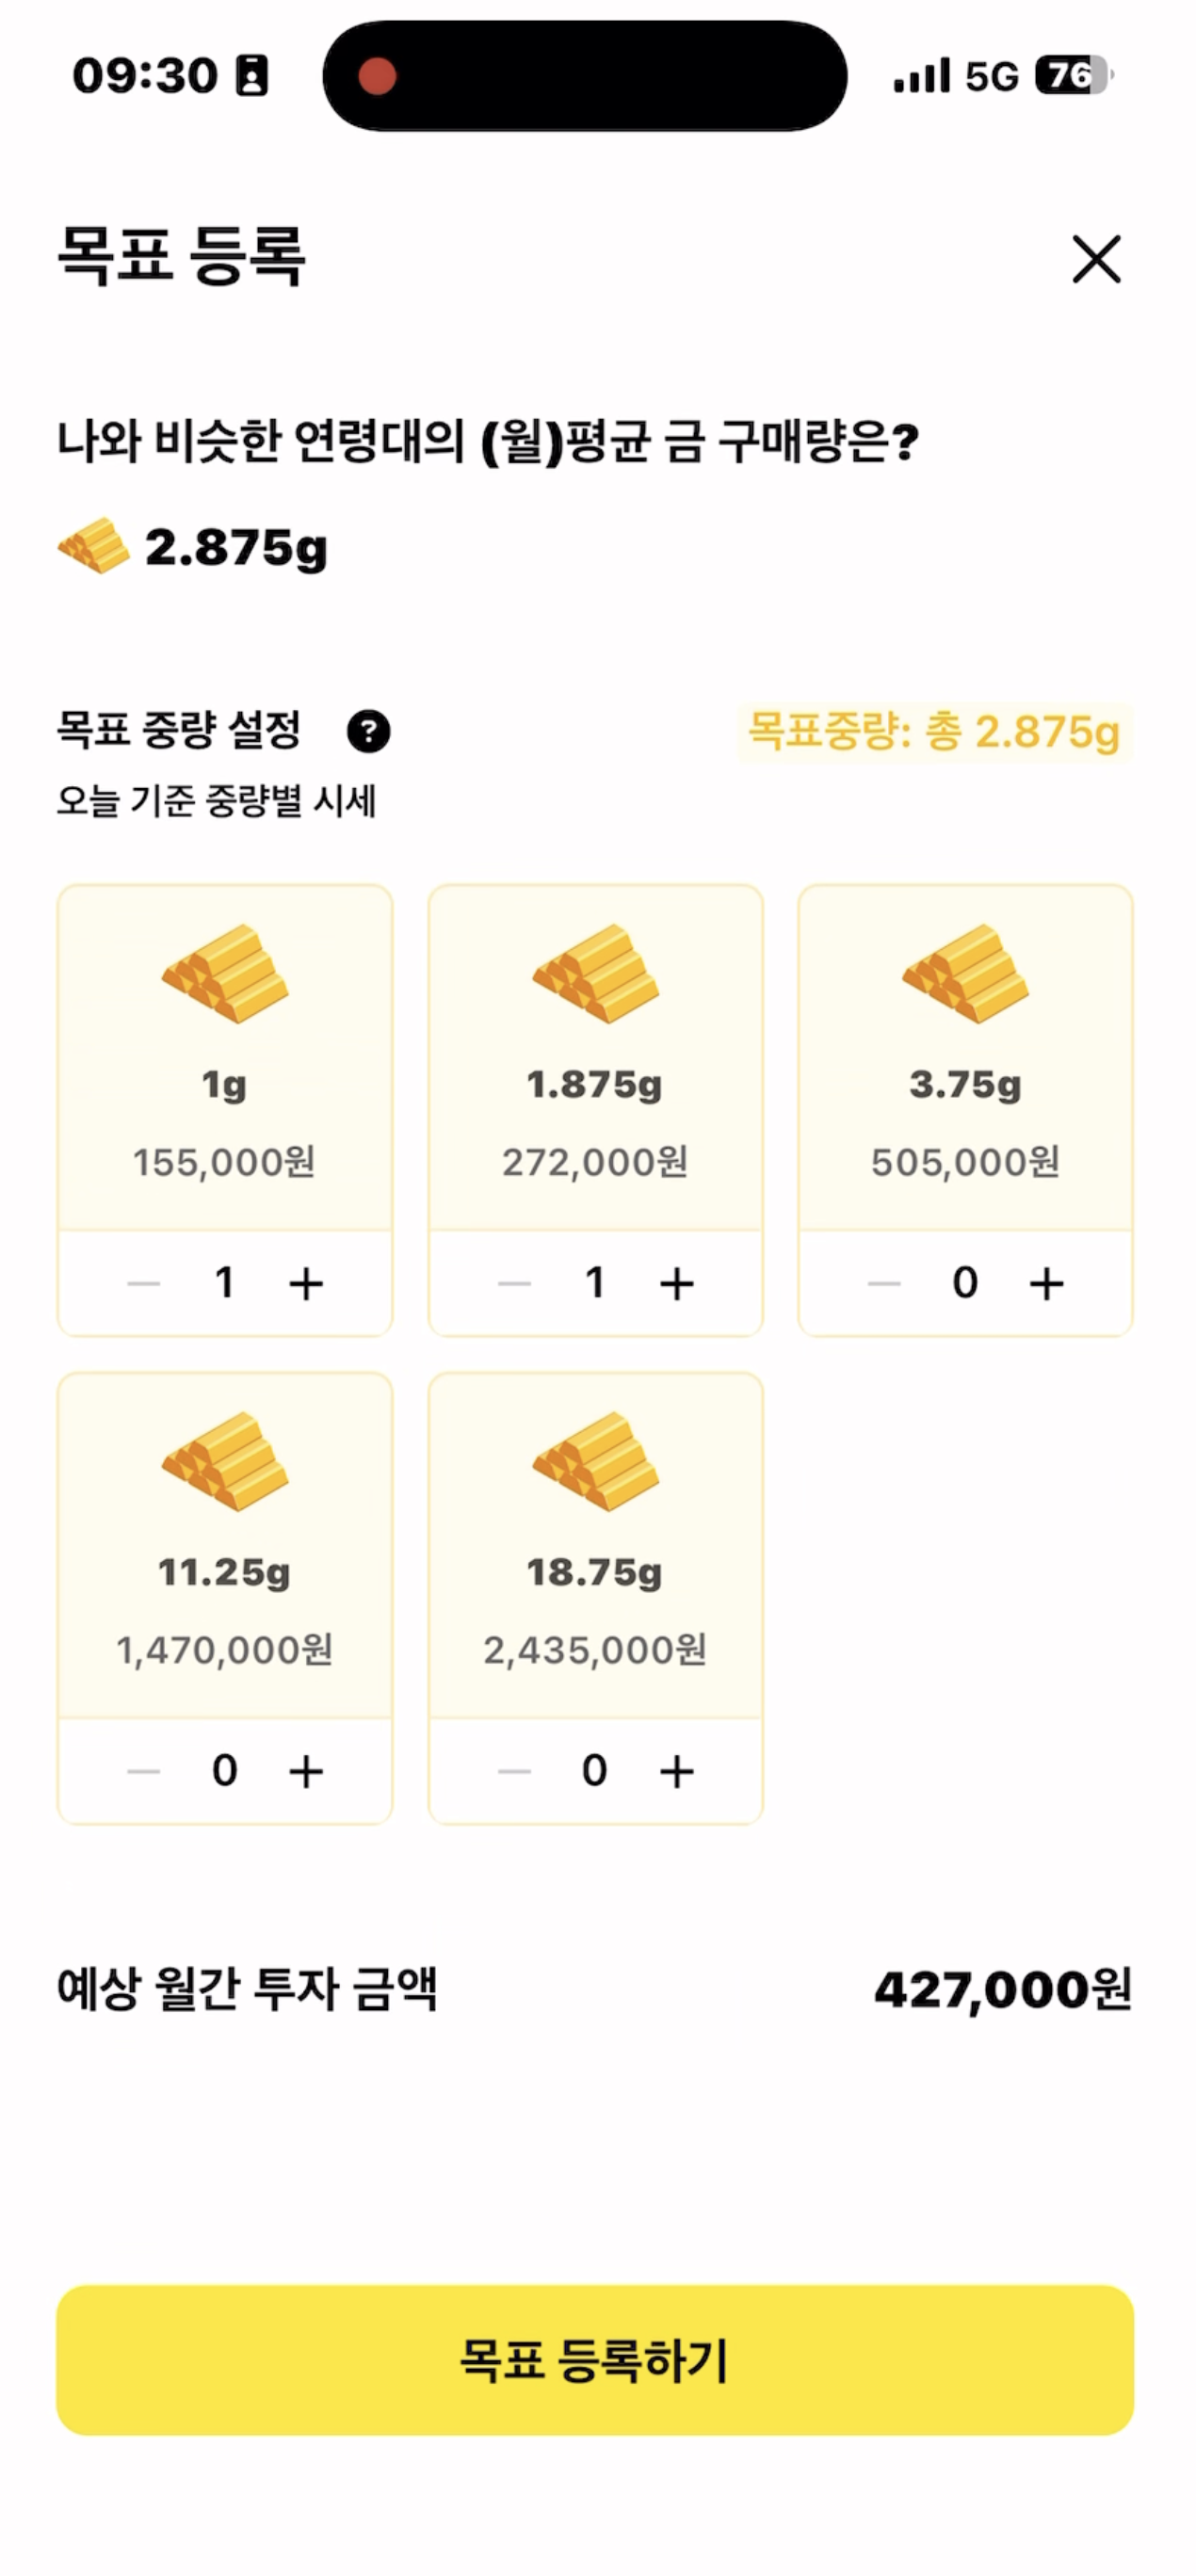 09:30 5G 76
목표 등록
나와 비슷한 연령대의 (월)평균 금 구매량은?
2.875g
목표 중량 설정 ? 목표중량: 총 2.875g
오늘 기준 중량별 시세
1g 1.875g 3.75g
155,000원 272,000원 505,000원
— 1 + — 1 + — 0 +
11.25g 18.75g
1,470,000원 2,435,000원
— 0 + — 0 +
예상 월간 투자 금액 427,000원
목표 등록하기